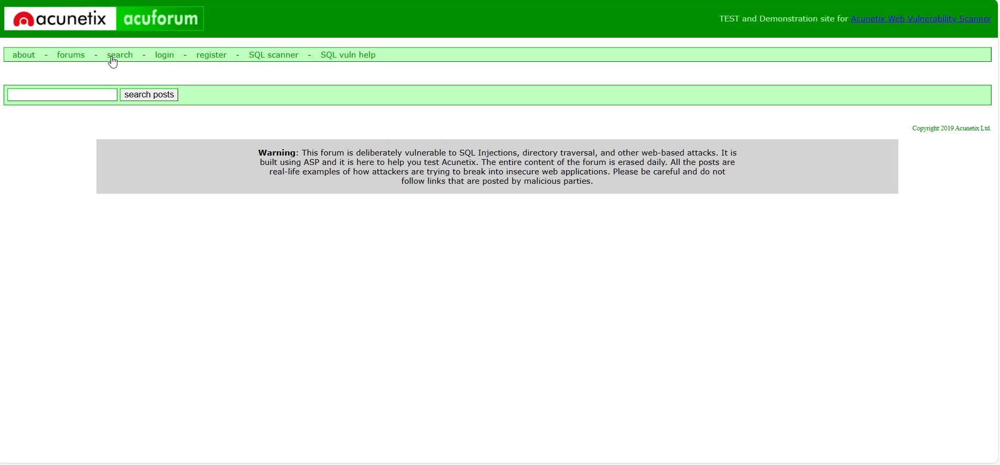 acunetix acuforum
TEST and Demonstration site for Acunetix Web Vulnerability Scanner
about - forums - search - login - register - SQL scanner - SQL vuln help
search posts
Copyright 2019 Acunetix Ltd.
Warning: This forum is deliberately vulnerable to SQL Injections, directory traversal, and other web-based attacks. It is
built using ASP and it is here to help you test Acunetix. The entire content of the forum is erased daily. All the posts are
real-life examples of how attackers are trying to break into insecure web applications. Please be careful and do not
follow links that are posted by malicious parties.